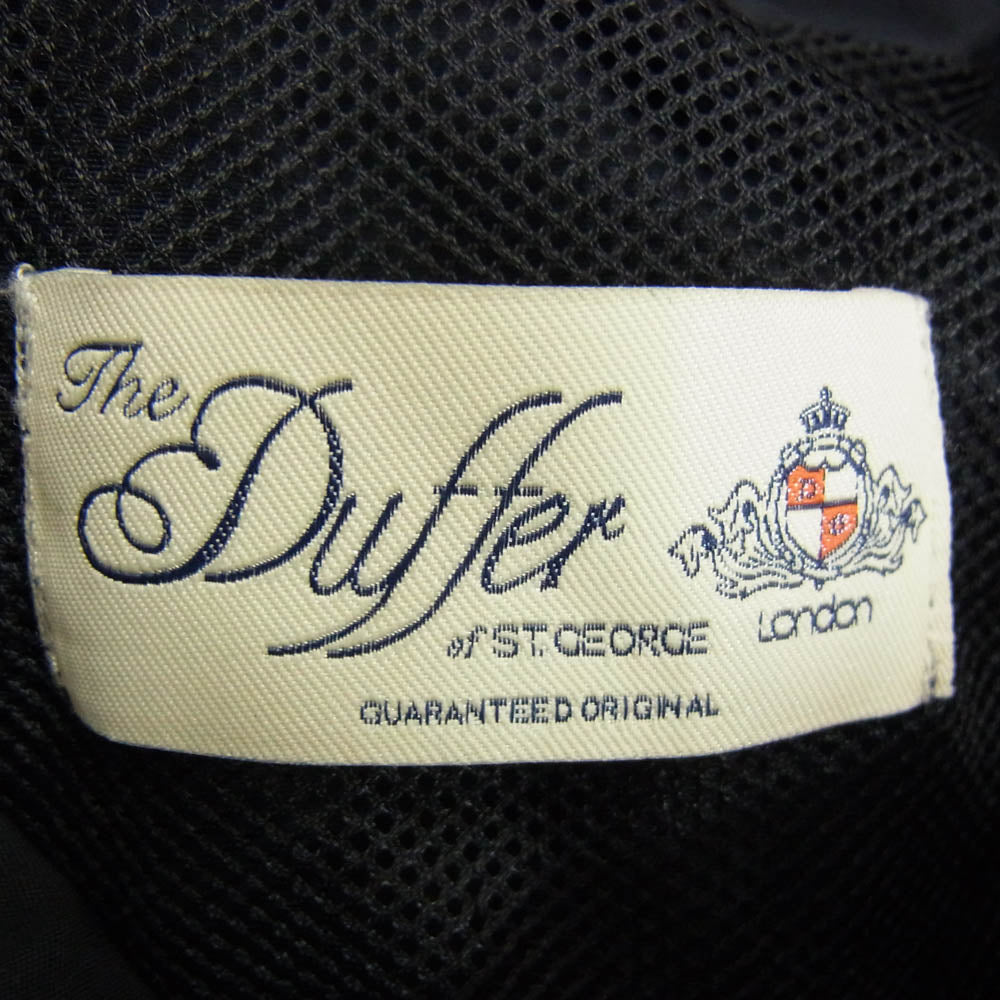 The
Duffer
of ST. GEORGE
GUARANTEED ORIGINAL
D
London